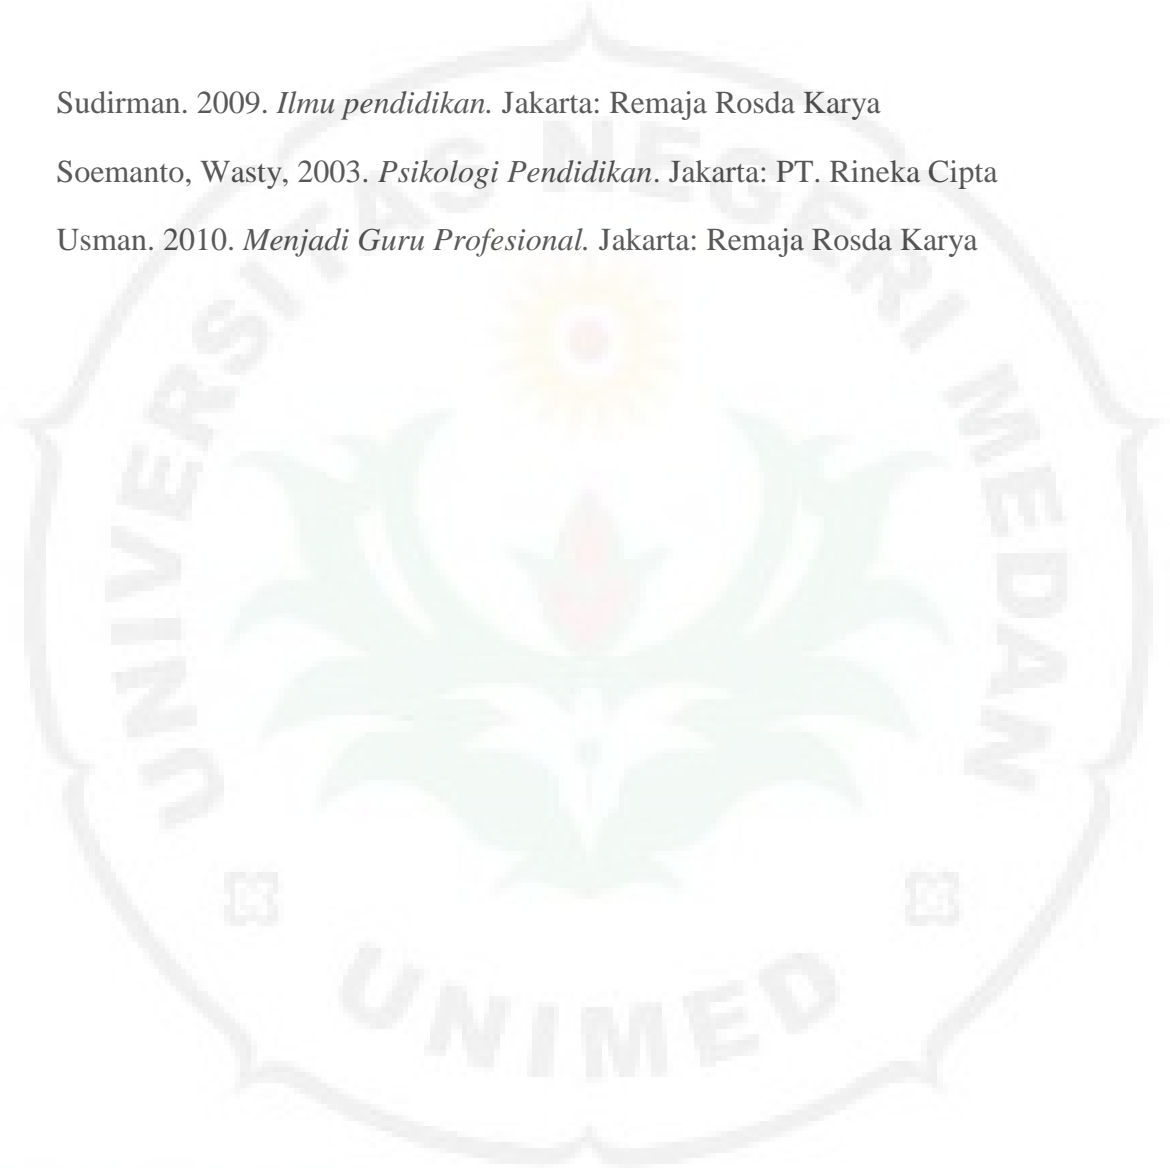 Sudirman. 2009. Ilmu pendidikan. Jakarta: Remaja Rosda Karya
Soemanto, Wasty, 2003. Psikologi Pendidikan. Jakarta: PT. Rineka Cipta
Usman. 2010. Menjadi Guru Profesional. Jakarta: Remaja Rosda Karya
UNIVERSITAS NEGERI MEDAN
UNIMED